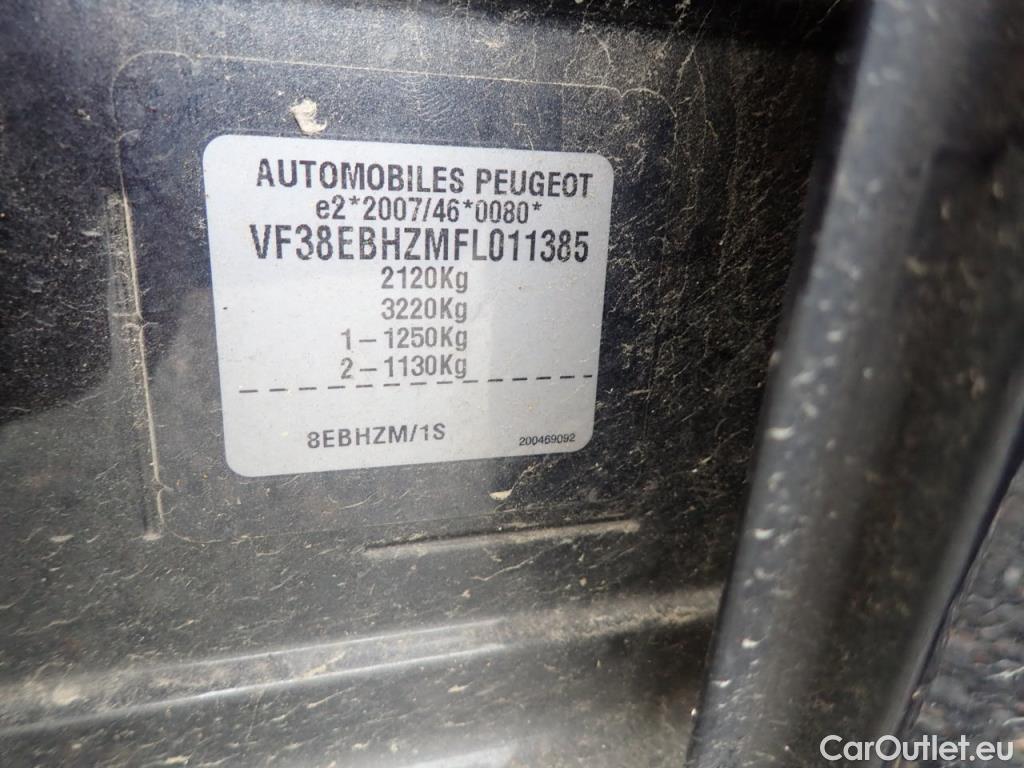 AUTOMOBILES PEUGEOT
e2*2007/46*0080*
VF38EBHZMFL011385
2120Kg
3220Kg
1-1250Kg
2-1130Kg
8EBHZM/1S 200469092
CarOutlet.eu